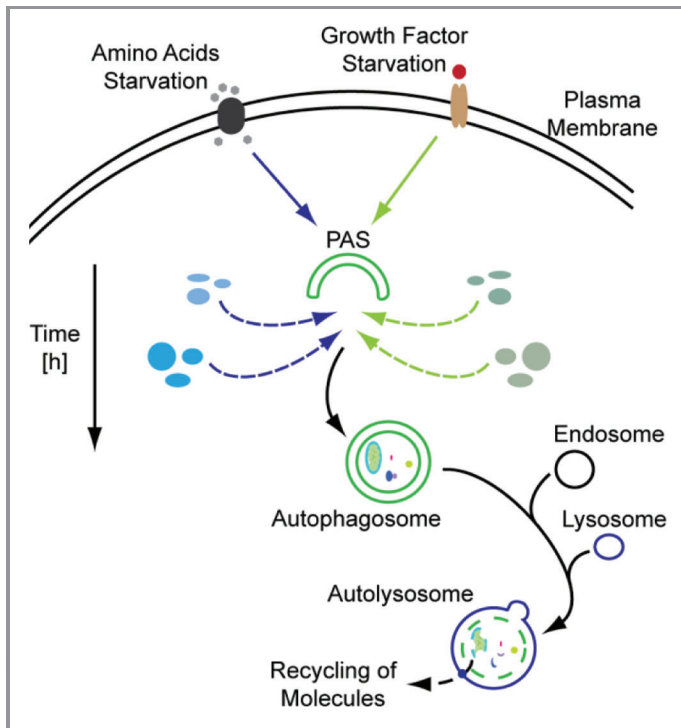 Amino Acids
Starvation
Growth Factor
Starvation
Plasma
Membrane
PAS
Time
[h]
Autophagosome
Endosome
Lysosome
Autolysosome
Recycling of
Molecules